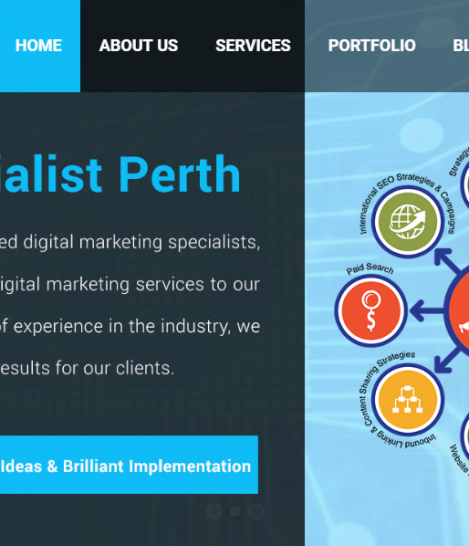 HOME ABOUT US SERVICES PORTFOLIO
ialist Perth
ed digital marketing specialists,
igital marketing services to our
of experience in the industry, we
esults for our clients.
Ideas & Brilliant Implementation
International SEO Strategies & Campaigns
Paid Search
Inbound Linking & Content Sharing Strategies
Website